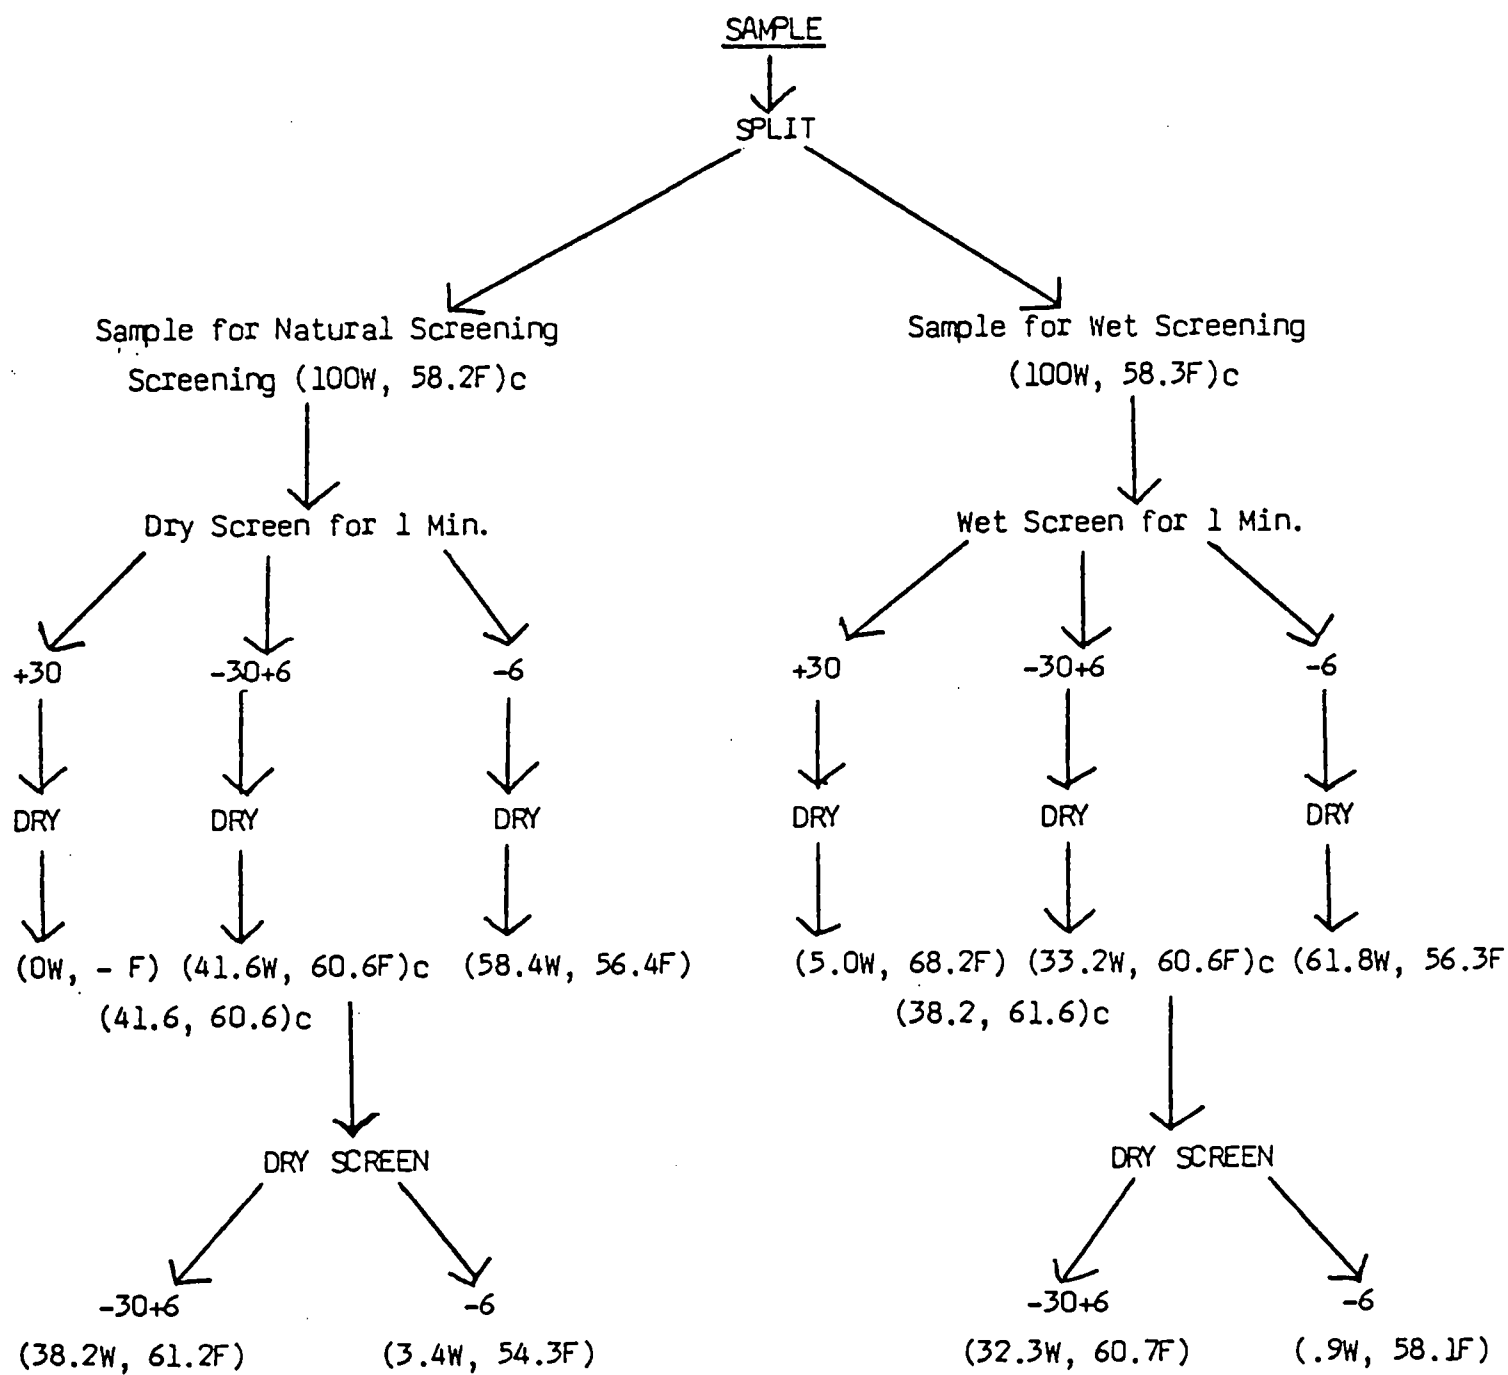 SAMPLE
SPLIT
Sample for Natural Screening
Screening (100W, 58.2F)c
Sample for Wet Screening
(100W, 58.3F)c
Dry Screen for 1 Min.
Wet Screen for 1 Min.
+30 -30+6 -6
+30 -30+6 -6
DRY DRY DRY
DRY DRY DRY
(0W, - F) (41.6W, 60.6F)c (58.4W, 56.4F)
(41.6, 60.6)c
(5.0W, 68.2F) (33.2W, 60.6F)c (61.8W, 56.3F
(38.2, 61.6)c
DRY SCREEN
DRY SCREEN
-30+6 -6
(38.2W, 61.2F) (3.4W, 54.3F)
-30+6 -6
(32.3W, 60.7F) (.9W, 58.1F)